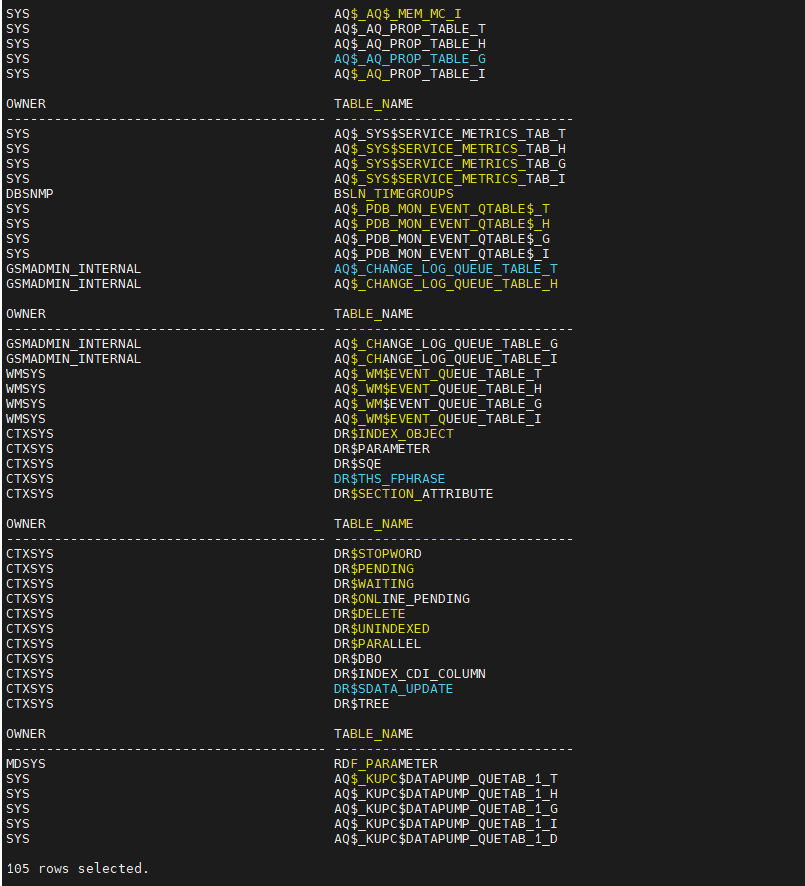 SYS AQ$_AQ$_MEM_MC_I
SYS AQ$_AQ_PROP_TABLE_T
SYS AQ$_AQ_PROP_TABLE_H
SYS AQ$_AQ_PROP_TABLE_G
SYS AQ$_AQ_PROP_TABLE_I
OWNER TABLE_NAME
---------------------------------------- ------------------------------
SYS AQ$_SYS$SERVICE_METRICS_TAB_T
SYS AQ$_SYS$SERVICE_METRICS_TAB_H
SYS AQ$_SYS$SERVICE_METRICS_TAB_G
SYS AQ$_SYS$SERVICE_METRICS_TAB_I
DBSNMP BSLN_TIMEGROUPS
SYS AQ$_PDB_MON_EVENT_QTABLE$_T
SYS AQ$_PDB_MON_EVENT_QTABLE$_H
SYS AQ$_PDB_MON_EVENT_QTABLE$_G
SYS AQ$_PDB_MON_EVENT_QTABLE$_I
GSMADMIN_INTERNAL AQ$_CHANGE_LOG_QUEUE_TABLE_T
GSMADMIN_INTERNAL AQ$_CHANGE_LOG_QUEUE_TABLE_H
OWNER TABLE_NAME
---------------------------------------- ------------------------------
GSMADMIN_INTERNAL AQ$_CHANGE_LOG_QUEUE_TABLE_G
GSMADMIN_INTERNAL AQ$_CHANGE_LOG_QUEUE_TABLE_I
WMSYS AQ$_WM$EVENT_QUEUE_TABLE_T
WMSYS AQ$_WM$EVENT_QUEUE_TABLE_H
WMSYS AQ$_WM$EVENT_QUEUE_TABLE_G
WMSYS AQ$_WM$EVENT_QUEUE_TABLE_I
CTXSYS DR$INDEX_OBJECT
CTXSYS DR$PARAMETER
CTXSYS DR$SQE
CTXSYS DR$THS_FPHRASE
CTXSYS DR$SECTION_ATTRIBUTE
OWNER TABLE_NAME
---------------------------------------- ------------------------------
CTXSYS DR$STOPWORD
CTXSYS DR$PENDING
CTXSYS DR$WAITING
CTXSYS DR$ONLINE_PENDING
CTXSYS DR$DELETE
CTXSYS DR$UNINDEXED
CTXSYS DR$PARALLEL
CTXSYS DR$DBO
CTXSYS DR$INDEX_CDI_COLUMN
CTXSYS DR$SDATA_UPDATE
CTXSYS DR$TREE
OWNER TABLE_NAME
---------------------------------------- ------------------------------
MDSYS RDF_PARAMETER
SYS AQ$_KUPC$DATAPUMP_QUETAB_1_T
SYS AQ$_KUPC$DATAPUMP_QUETAB_1_H
SYS AQ$_KUPC$DATAPUMP_QUETAB_1_G
SYS AQ$_KUPC$DATAPUMP_QUETAB_1_I
SYS AQ$_KUPC$DATAPUMP_QUETAB_1_D
105 rows selected.